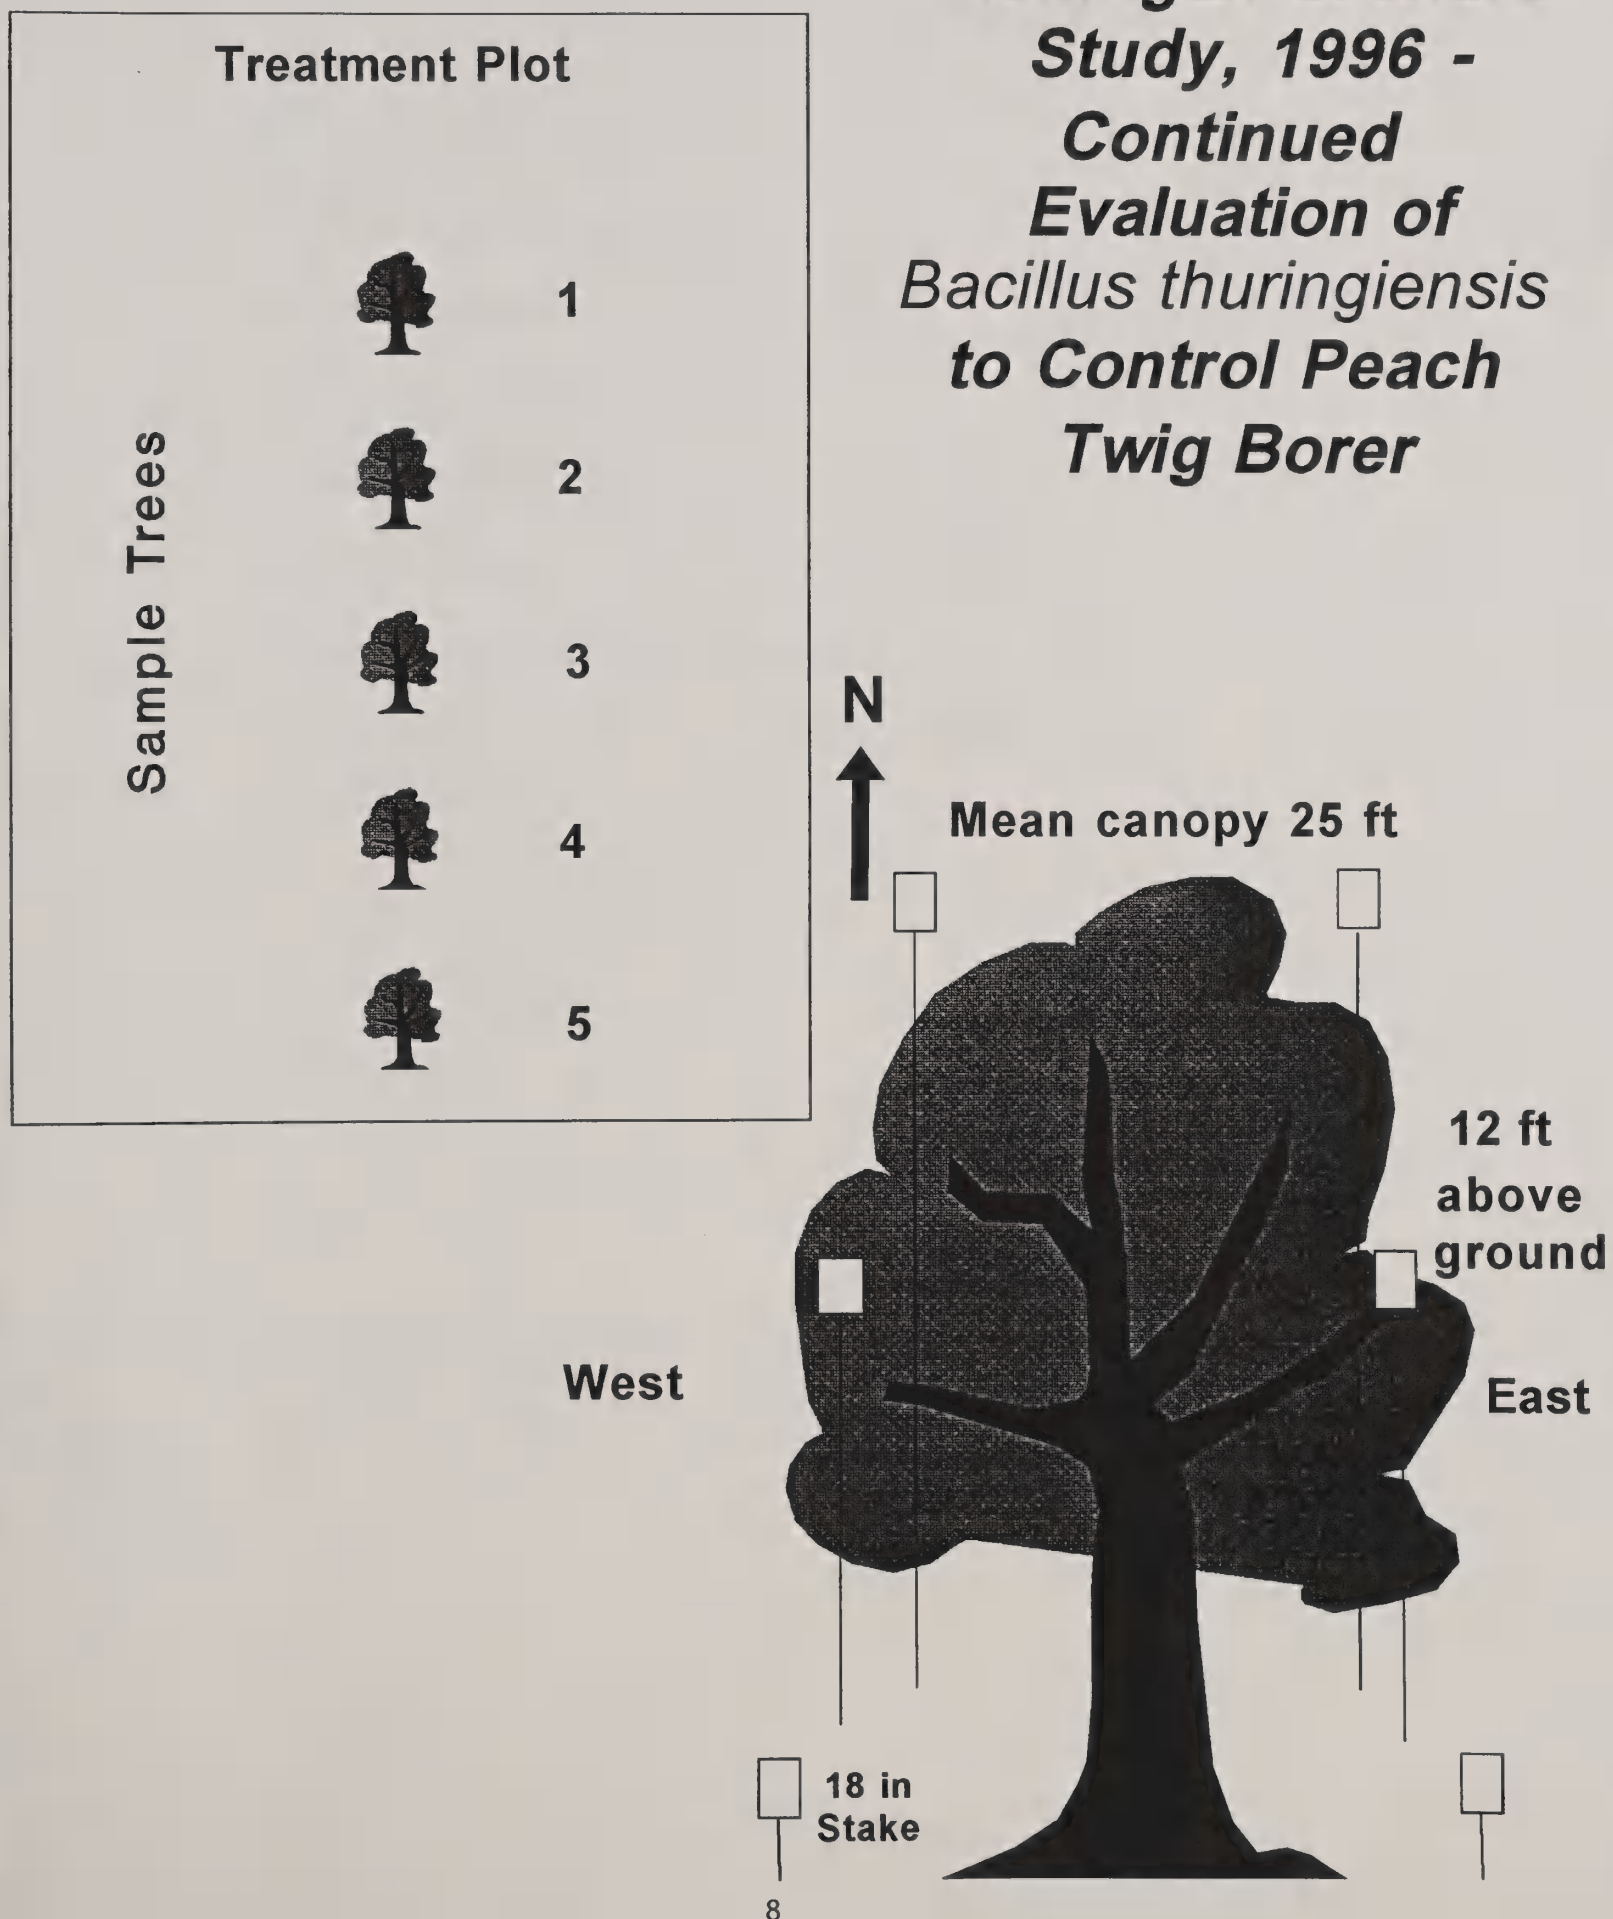 Treatment Plot
Sample Trees
1
2
3
4
5
Study, 1996 -
Continued
Evaluation of
Bacillus thuringiensis
to Control Peach
Twig Borer
N
Mean canopy 25 ft
12 ft
above
ground
West
East
18 in
Stake
8